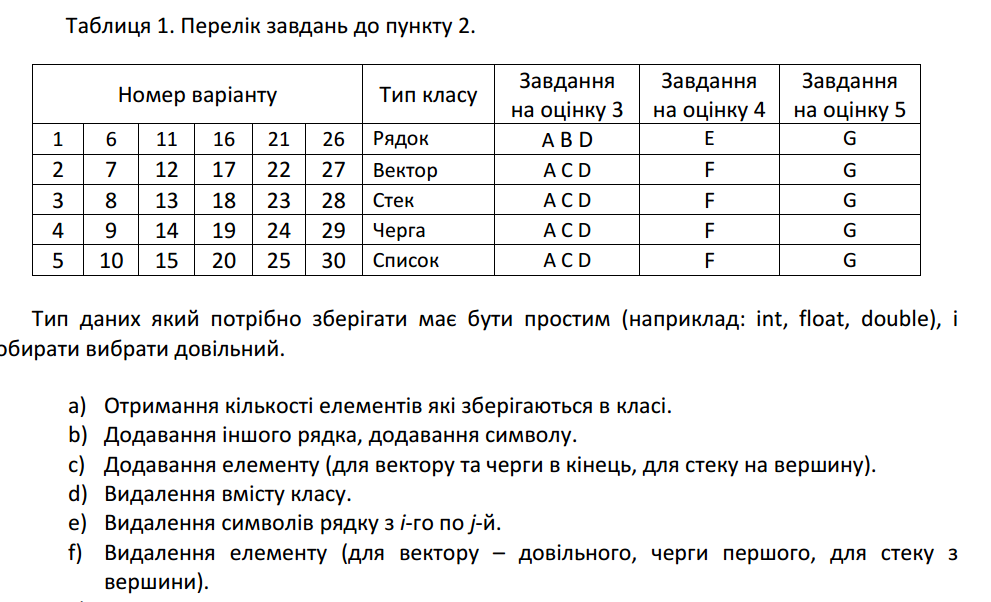 Таблиця 1. Перелік завдань до пункту 2.
Номер варіанту Тип класу Завдання на оцінку 3 Завдання на оцінку 4 Завдання на оцінку 5
1 6 11 16 21 26 Рядок A B D E G
2 7 12 17 22 27 Вектор A C D F G
3 8 13 18 23 28 Стек A C D F G
4 9 14 19 24 29 Черга A C D F G
5 10 15 20 25 30 Список A C D F G
Тип даних який потрібно зберігати має бути простим (наприклад: int, float, double), і
обирати вибрати довільний.
a) Отримання кількості елементів які зберігаються в класі.
b) Додавання іншого рядка, додавання символу.
c) Додавання елементу (для вектору та черги в кінець, для стеку на вершину).
d) Видалення вмісту класу.
e) Видалення символів рядку з i-го по j-й.
f) Видалення елементу (для вектору – довільного, черги першого, для стеку з
вершини).